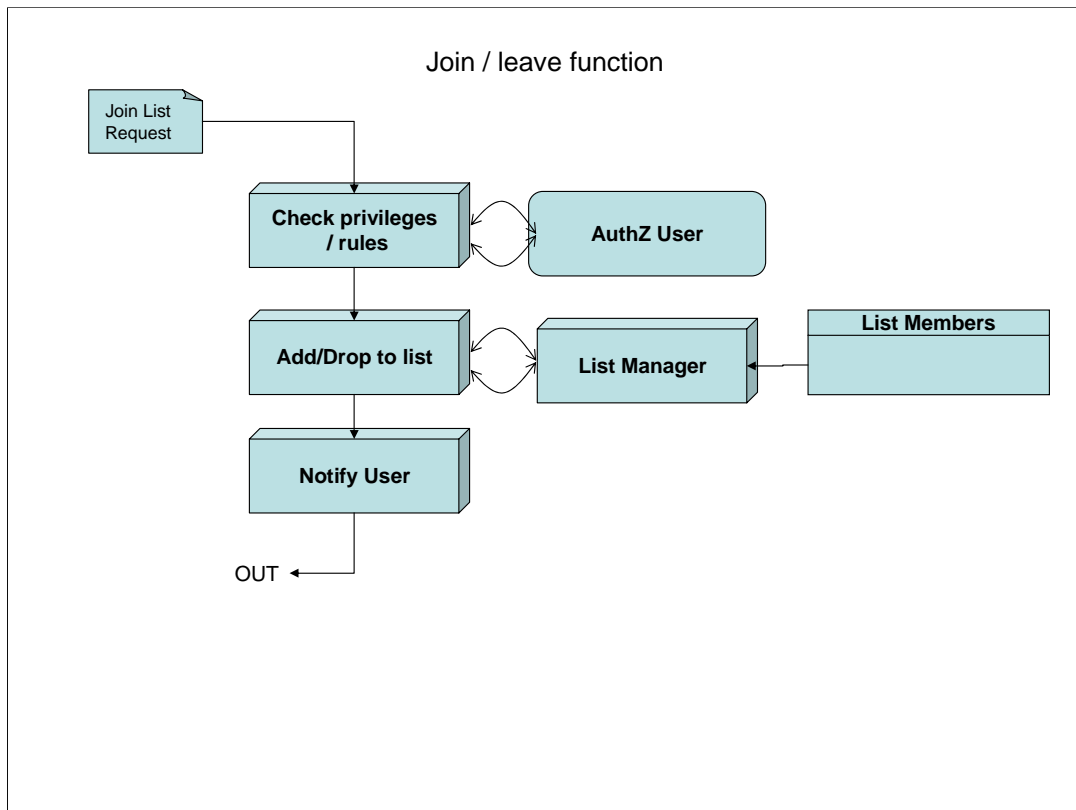 Join / leave function
Join List
Request
Check privileges
/ rules
AuthZ User
Add/Drop to list
List Manager
List Members
Notify User
OUT